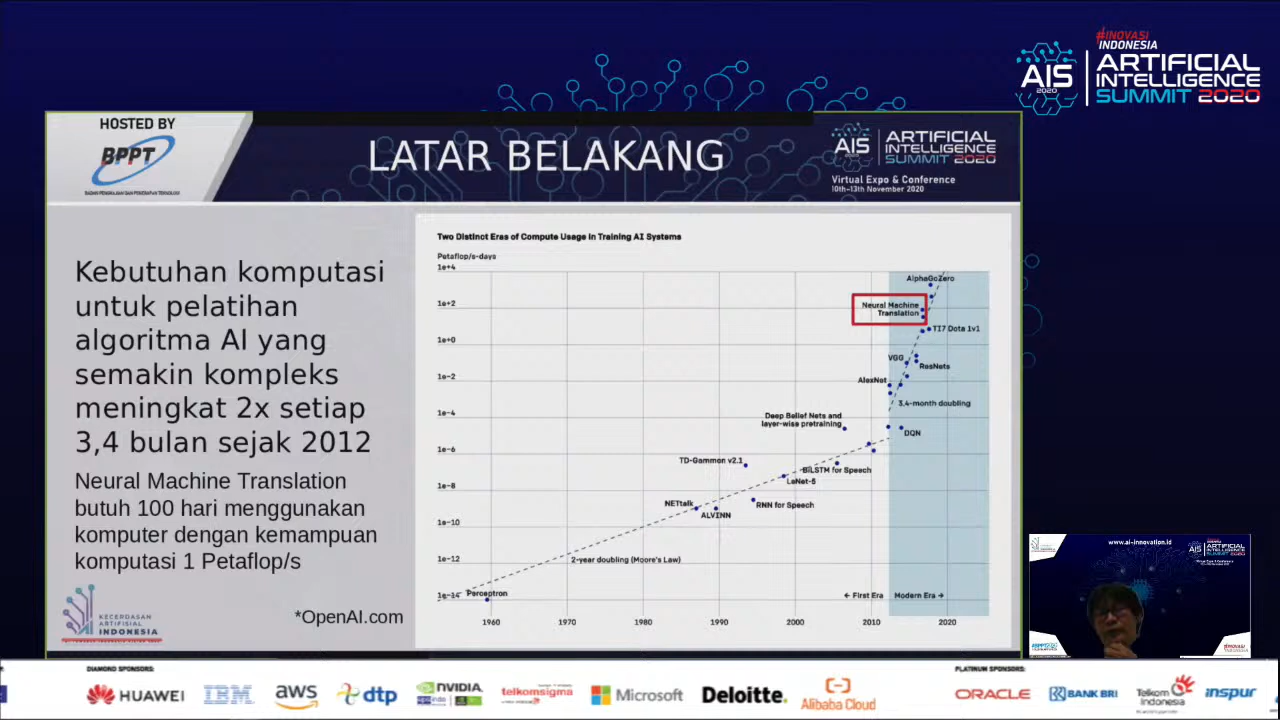 #INOVASI
INDONESIA
AIS
2020
ARTIFICIAL
INTELLIGENCE
SUMMIT 2020
HOSTED BY
BPPT
BADAN PENGKAJIAN DAN PENERAPAN TEKNOLOGI
LATAR BELAKANG
AIS
ARTIFICIAL
INTELLIGENCE
SUMMIT 2020
Virtual Expo & Conference
10th-13th November 2020
Kebutuhan komputasi
untuk pelatihan
algoritma AI yang
semakin kompleks
meningkat 2x setiap
3,4 bulan sejak 2012
Neural Machine Translation
butuh 100 hari menggunakan
komputer dengan kemampuan
komputasi 1 Petaflop/s
KECERDASAN
ARTIFISIAL
INDONESIA
*OpenAI.com
Two Distinct Eras of Compute Usage in Training AI Systems
Petaflop/s-days
1e+4
1e+2
1e+0
1e-2
1e-4
1e-6
1e-8
1e-10
1e-12
1e-14
AlphaGoZero
Neural Machine
Translation
TI7 Dota 1v1
VGG
ResNets
AlexNet
3.4-month doubling
Deep Belief Nets and
layer-wise pretraining
DQN
TD-Gammon v2.1
BiLSTM for Speech
LeNet-5
NETtalk
RNN for Speech
ALVINN
2-year doubling (Moore's Law)
Perceptron
← First Era
Modern Era →
1960 1970 1980 1990 2000 2010 2020
www.ai-innovation.id
ARTIFICIAL
INTELLIGENCE
SUMMIT 2020
DIAMOND SPONSORS:
HUAWEI
IBM
aws
dtp
NVIDIA
telkomsigma
Microsoft
Deloitte.
Alibaba Cloud
PLATINUM SPONSORS:
ORACLE
BANK BRI
Telkom
Indonesia
inspur